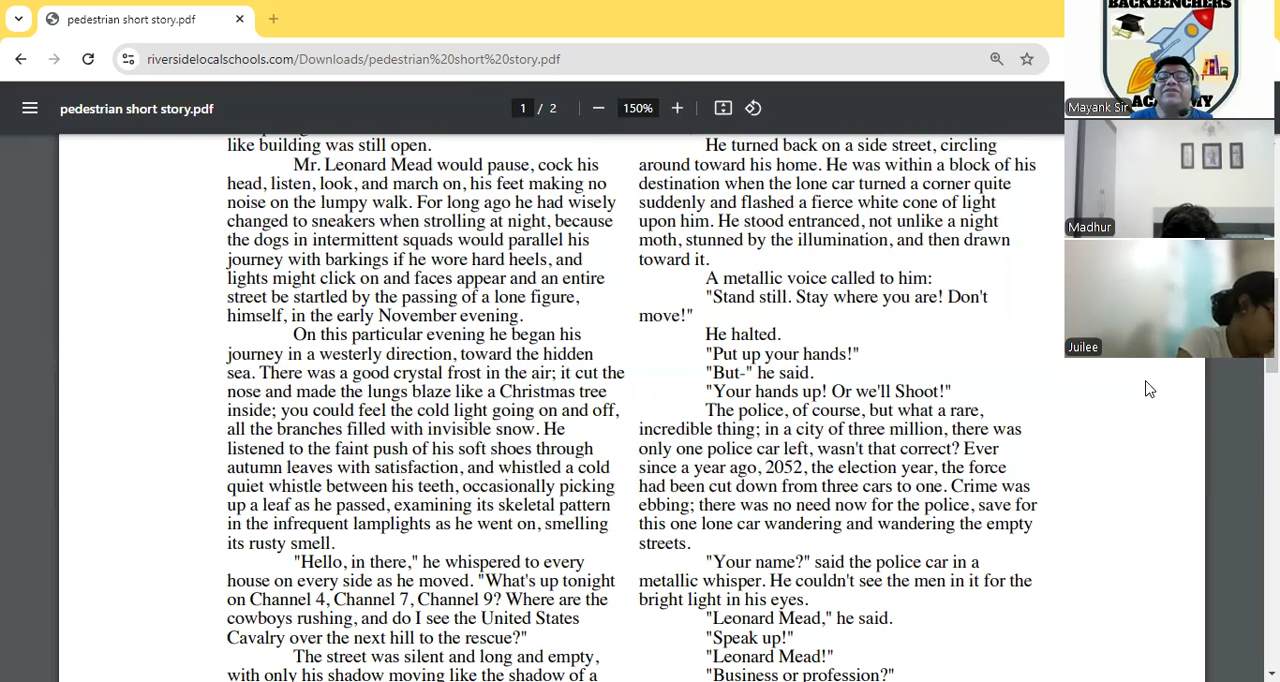 pedestrian short story.pdf
riversidelocalschools.com/Downloads/pedestrian%20short%20story.pdf
pedestrian short story.pdf
1 / 2
150%
like building was still open.
Mr. Leonard Mead would pause, cock his
head, listen, look, and march on, his feet making no
noise on the lumpy walk. For long ago he had wisely
changed to sneakers when strolling at night, because
the dogs in intermittent squads would parallel his
journey with barkings if he wore hard heels, and
lights might click on and faces appear and an entire
street be startled by the passing of a lone figure,
himself, in the early November evening.
On this particular evening he began his
journey in a westerly direction, toward the hidden
sea. There was a good crystal frost in the air; it cut the
nose and made the lungs blaze like a Christmas tree
inside; you could feel the cold light going on and off,
all the branches filled with invisible snow. He
listened to the faint push of his soft shoes through
autumn leaves with satisfaction, and whistled a cold
quiet whistle between his teeth, occasionally picking
up a leaf as he passed, examining its skeletal pattern
in the infrequent lamplights as he went on, smelling
its rusty smell.
"Hello, in there," he whispered to every
house on every side as he moved. "What's up tonight
on Channel 4, Channel 7, Channel 9? Where are the
cowboys rushing, and do I see the United States
Cavalry over the next hill to the rescue?"
The street was silent and long and empty,
with only his shadow moving like the shadow of a
He turned back on a side street, circling
around toward his home. He was within a block of his
destination when the lone car turned a corner quite
suddenly and flashed a fierce white cone of light
upon him. He stood entranced, not unlike a night
moth, stunned by the illumination, and then drawn
toward it.
A metallic voice called to him:
"Stand still. Stay where you are! Don't
move!"
He halted.
"Put up your hands!"
"But-" he said.
"Your hands up! Or we'll Shoot!"
The police, of course, but what a rare,
incredible thing; in a city of three million, there was
only one police car left, wasn't that correct? Ever
since a year ago, 2052, the election year, the force
had been cut down from three cars to one. Crime was
ebbing; there was no need now for the police, save for
this one lone car wandering and wandering the empty
streets.
"Your name?" said the police car in a
metallic whisper. He couldn't see the men in it for the
bright light in his eyes.
"Leonard Mead," he said.
"Speak up!"
"Leonard Mead!"
"Business or profession?"
BACKBENCHERS
Mayank Sir
Madhur
Juilee